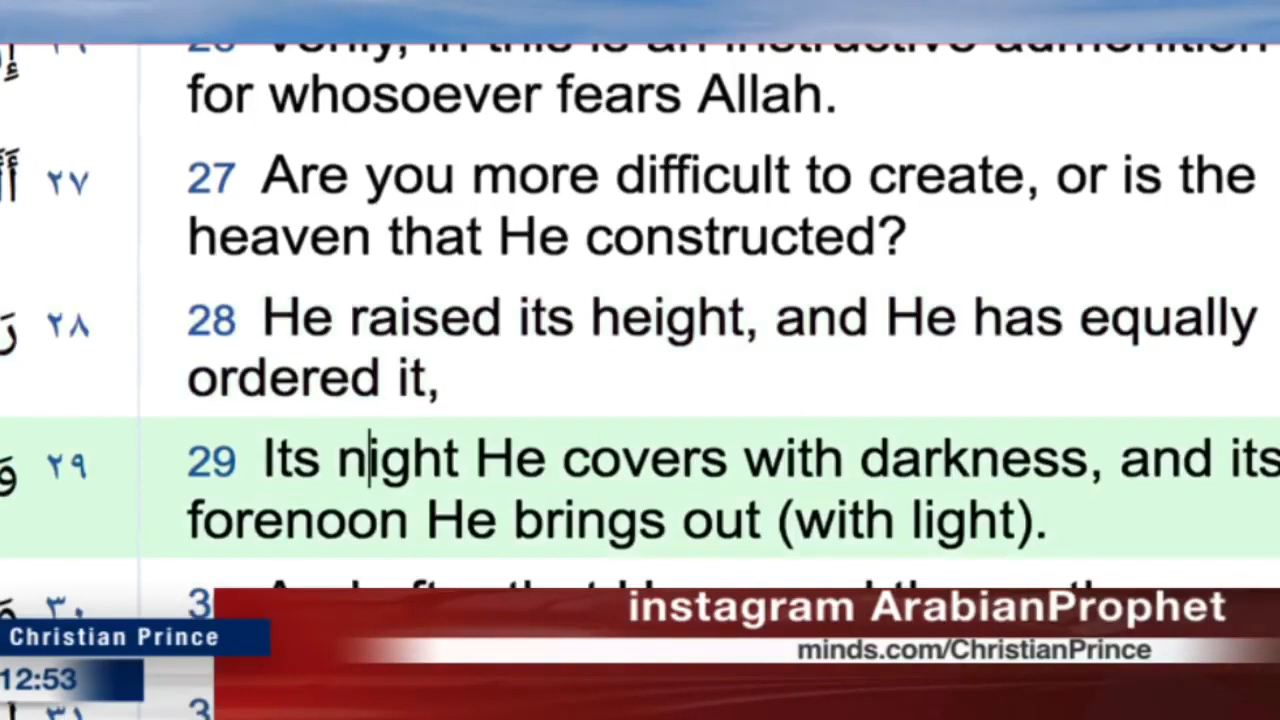 for whosoever fears Allah.
٢٧ 27 Are you more difficult to create, or is the
heaven that He constructed?
٢٨ 28 He raised its height, and He has equally
ordered it,
٢٩ 29 Its night He covers with darkness, and its
forenoon He brings out (with light).
٣٠
instagram ArabianProphet
Christian Prince
minds.com/ChristianPrince
12:53
٣١